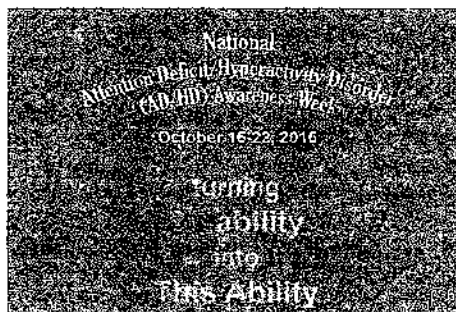 National
Attention Deficit/Hyperactivity Disorder
(AD/HD) Awareness Week
October 16-22, 2016
turning
ability
into
This Ability